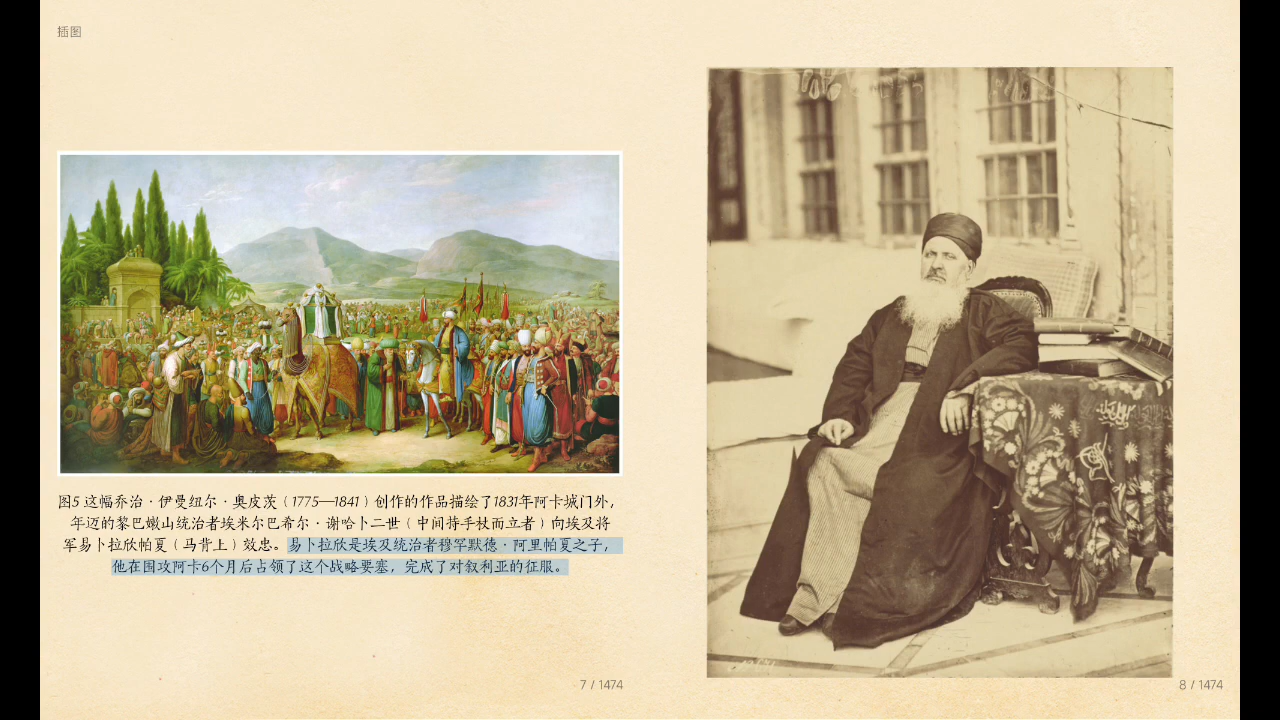 插图
图5 这幅乔治·伊曼纽尔·奥皮茨（1775—1841）创作的作品描绘了1831年阿卡城门外，
年迈的黎巴嫩山统治者埃米尔巴希尔·谢哈卜二世（中间持手杖而立者）向埃及将
军易卜拉欣帕夏（马背上）效忠。易卜拉欣是埃及统治者穆罕默德·阿里帕夏之子，
他在围攻阿卡6个月后占领了这个战略要塞，完成了对叙利亚的征服。
7 / 1474
8 / 1474